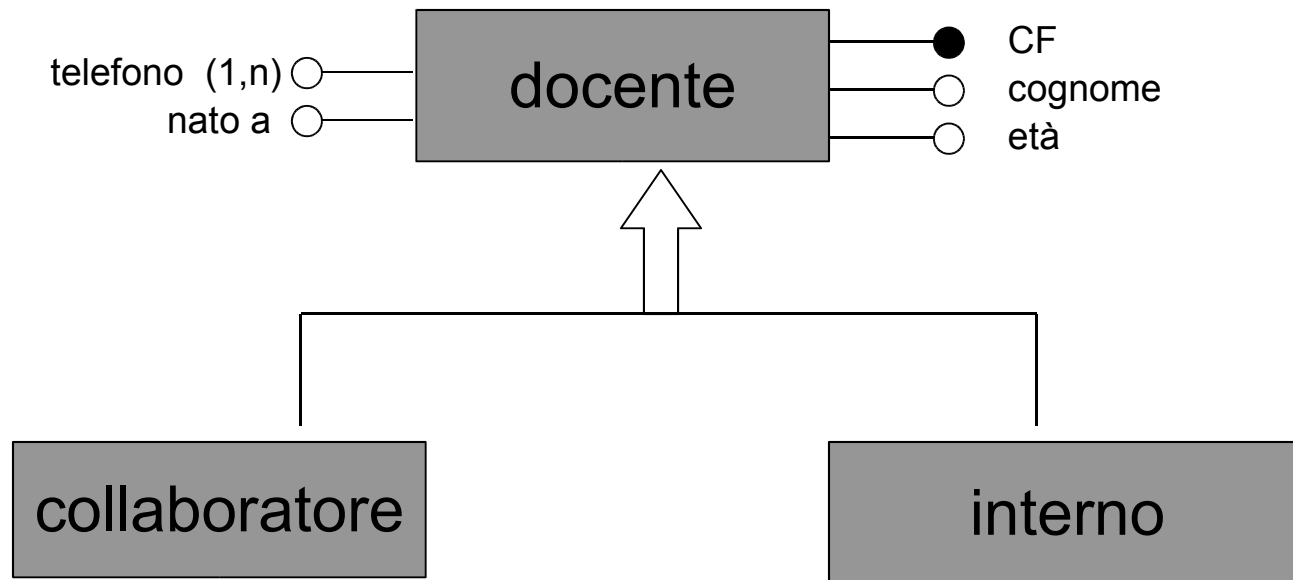 telefono (1,n)
nato a
docente
CF
cognome
età
collaboratore
interno